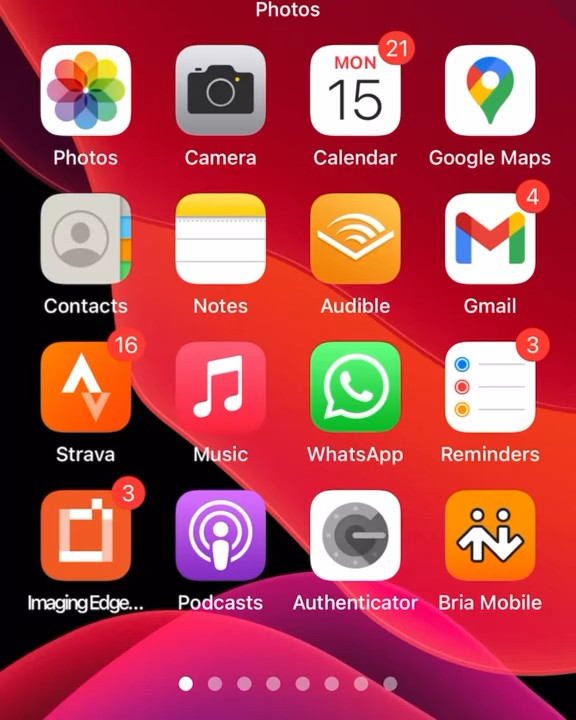 Photos
21
MON
15
Photos
Camera
Calendar
Google Maps
4
Contacts
Notes
Audible
Gmail
16
3
Strava
Music
WhatsApp
Reminders
3
Imaging Edge...
Podcasts
Authenticator
Bria Mobile